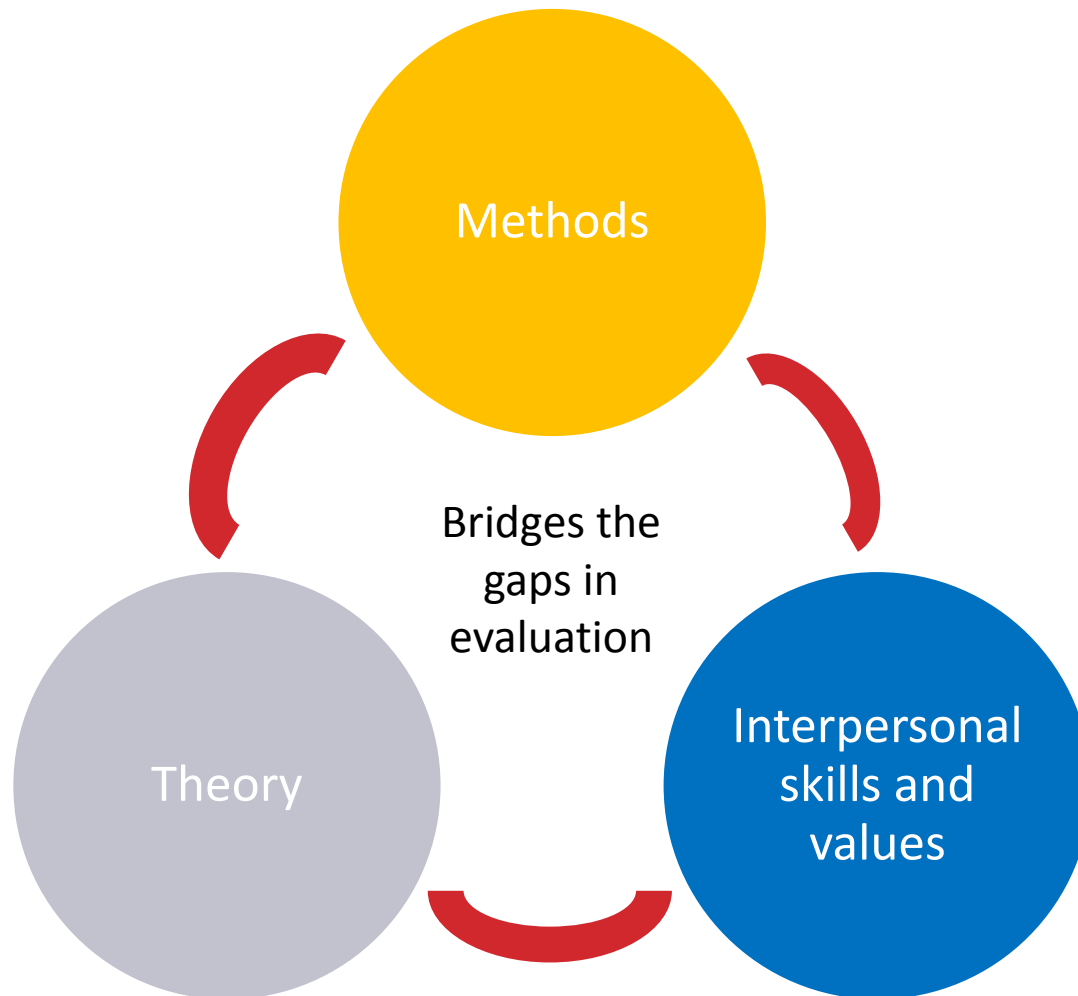 Methods
Bridges the
gaps in
evaluation
Theory
Interpersonal
skills and
values